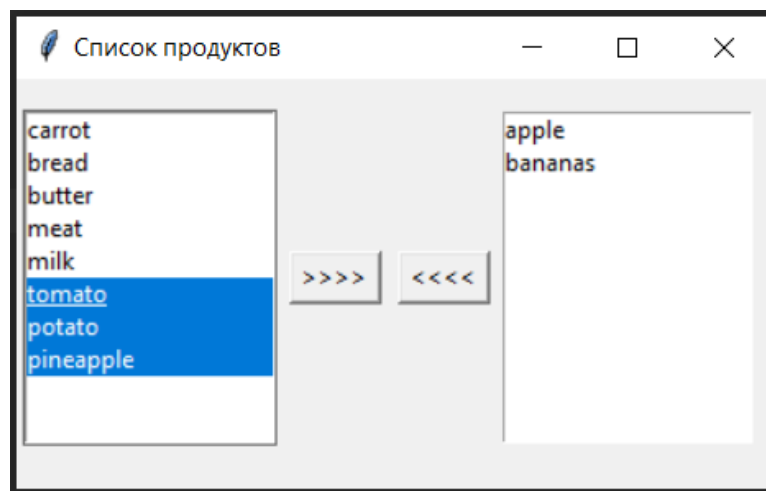 Список продуктов
carrot
bread
butter
meat
milk
tomato
potato
pineapple
>>>>
<<<<
apple
bananas